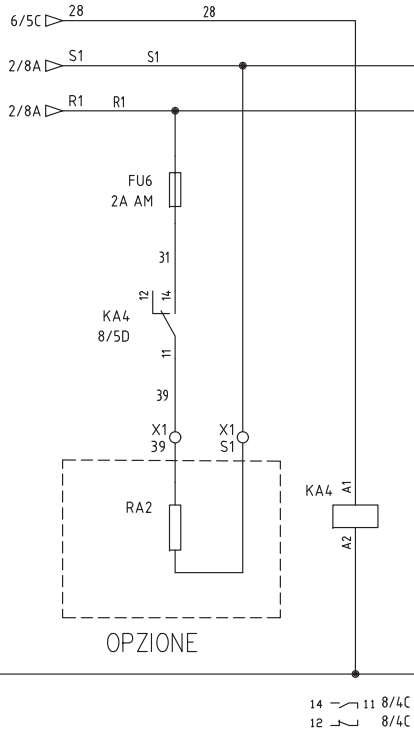 6/5C 28 28
2/8A S1 S1
2/8A R1 R1
FU6
2A AM
31
12 14
KA4
8/5D
11
39
X1 X1
39 S1
RA2
KA4 A1
A2
OPZIONE
14 11 8/4C
12 8/4C